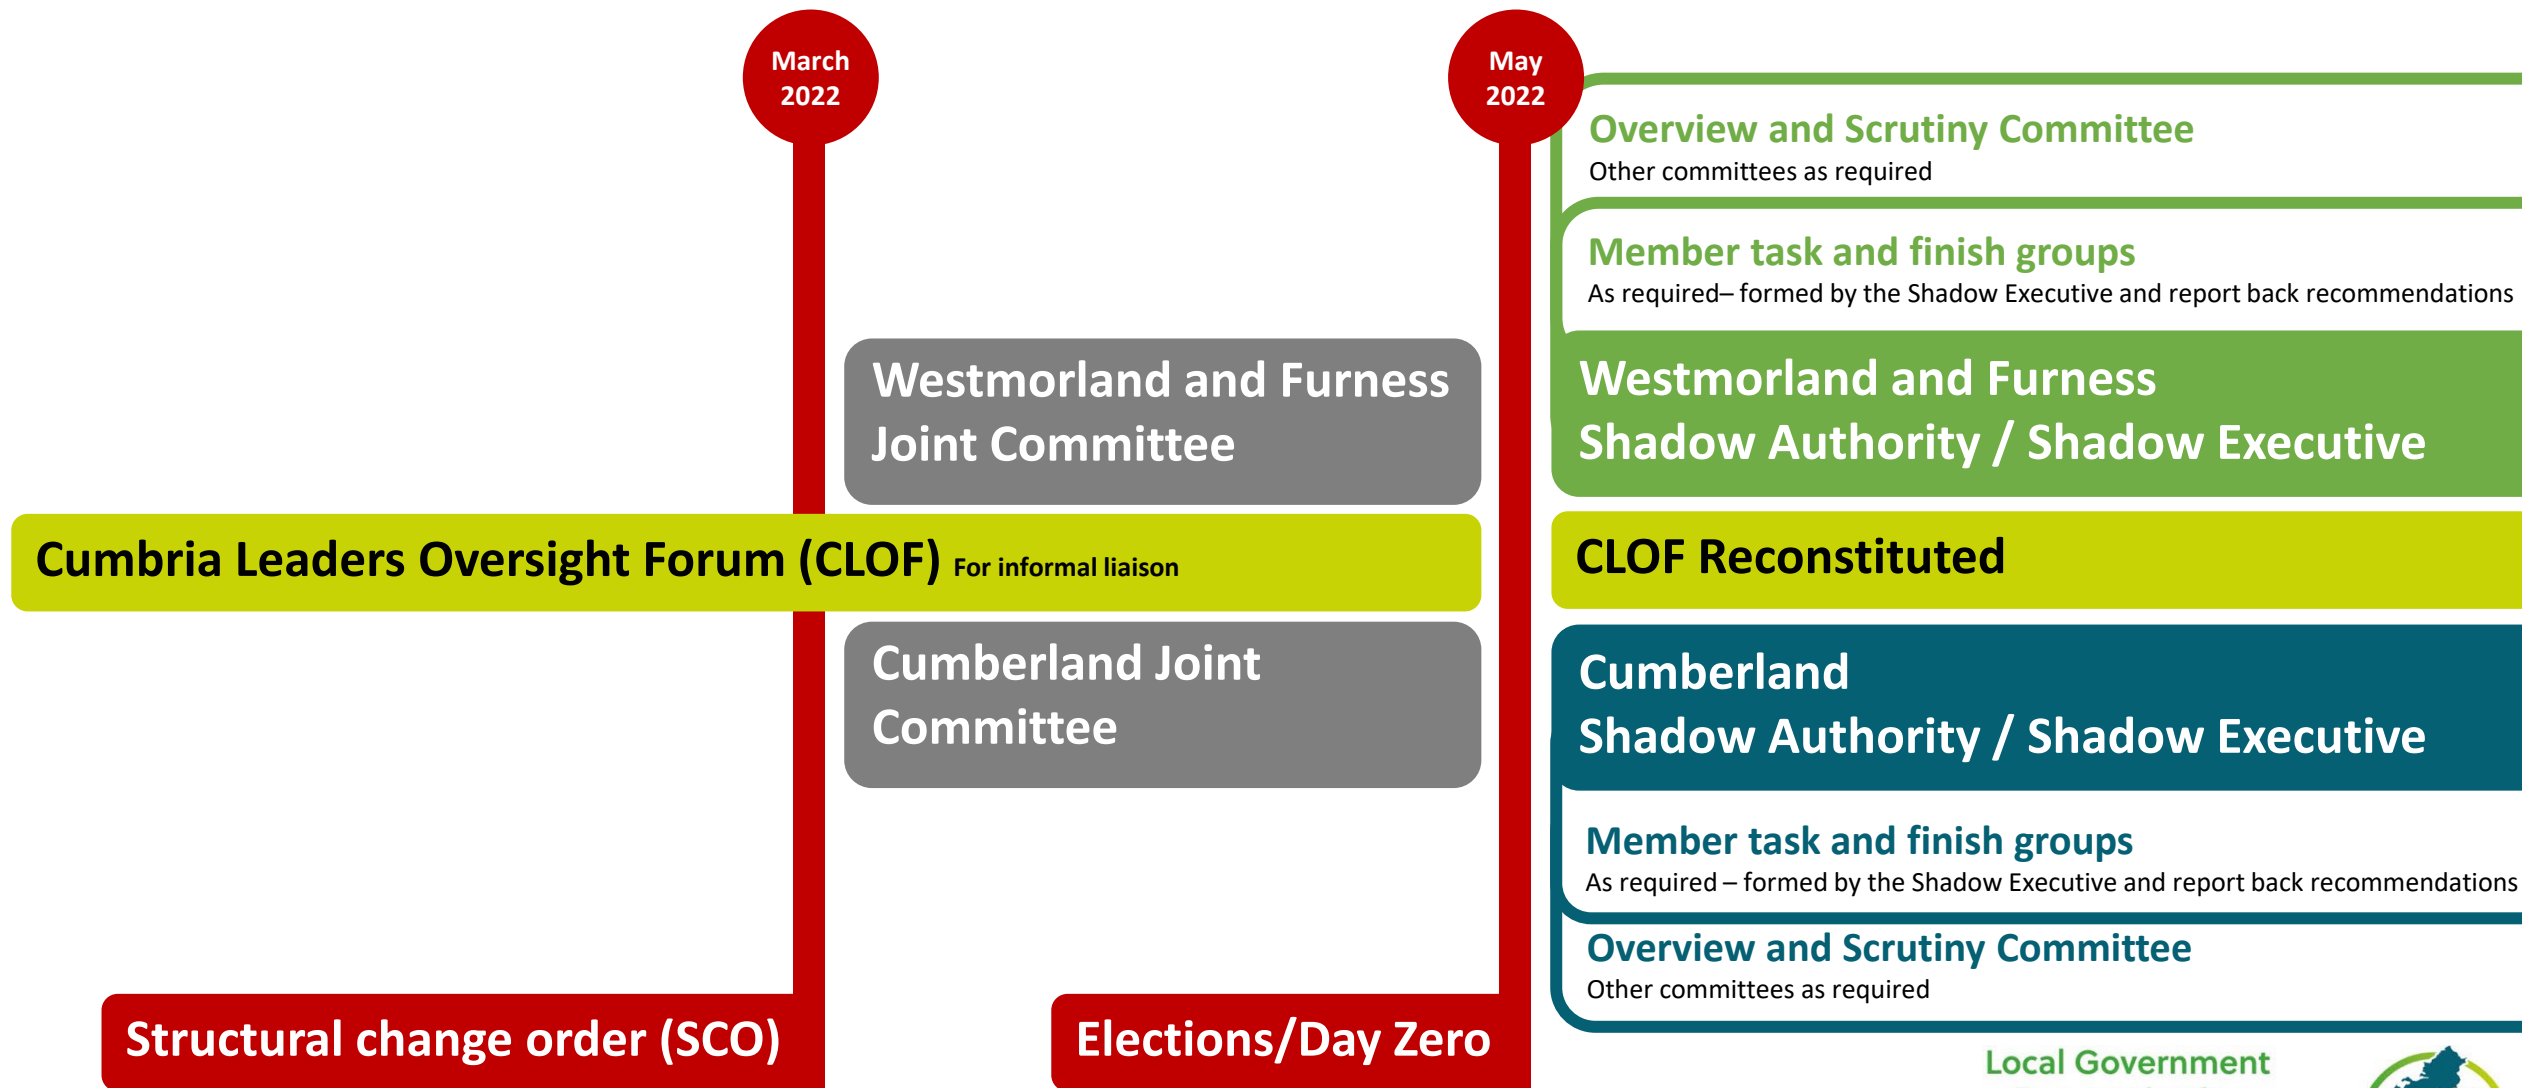 March
2022
May
2022
Overview and Scrutiny Committee
Other committees as required
Member task and finish groups
As required– formed by the Shadow Executive and report back recommendations
Westmorland and Furness
Joint Committee
Westmorland and Furness
Shadow Authority / Shadow Executive
Cumbria Leaders Oversight Forum (CLOF) For informal liaison
CLOF Reconstituted
Cumberland Joint
Committee
Cumberland
Shadow Authority / Shadow Executive
Member task and finish groups
As required – formed by the Shadow Executive and report back recommendations
Overview and Scrutiny Committee
Other committees as required
Structural change order (SCO)
Elections/Day Zero
Local Government